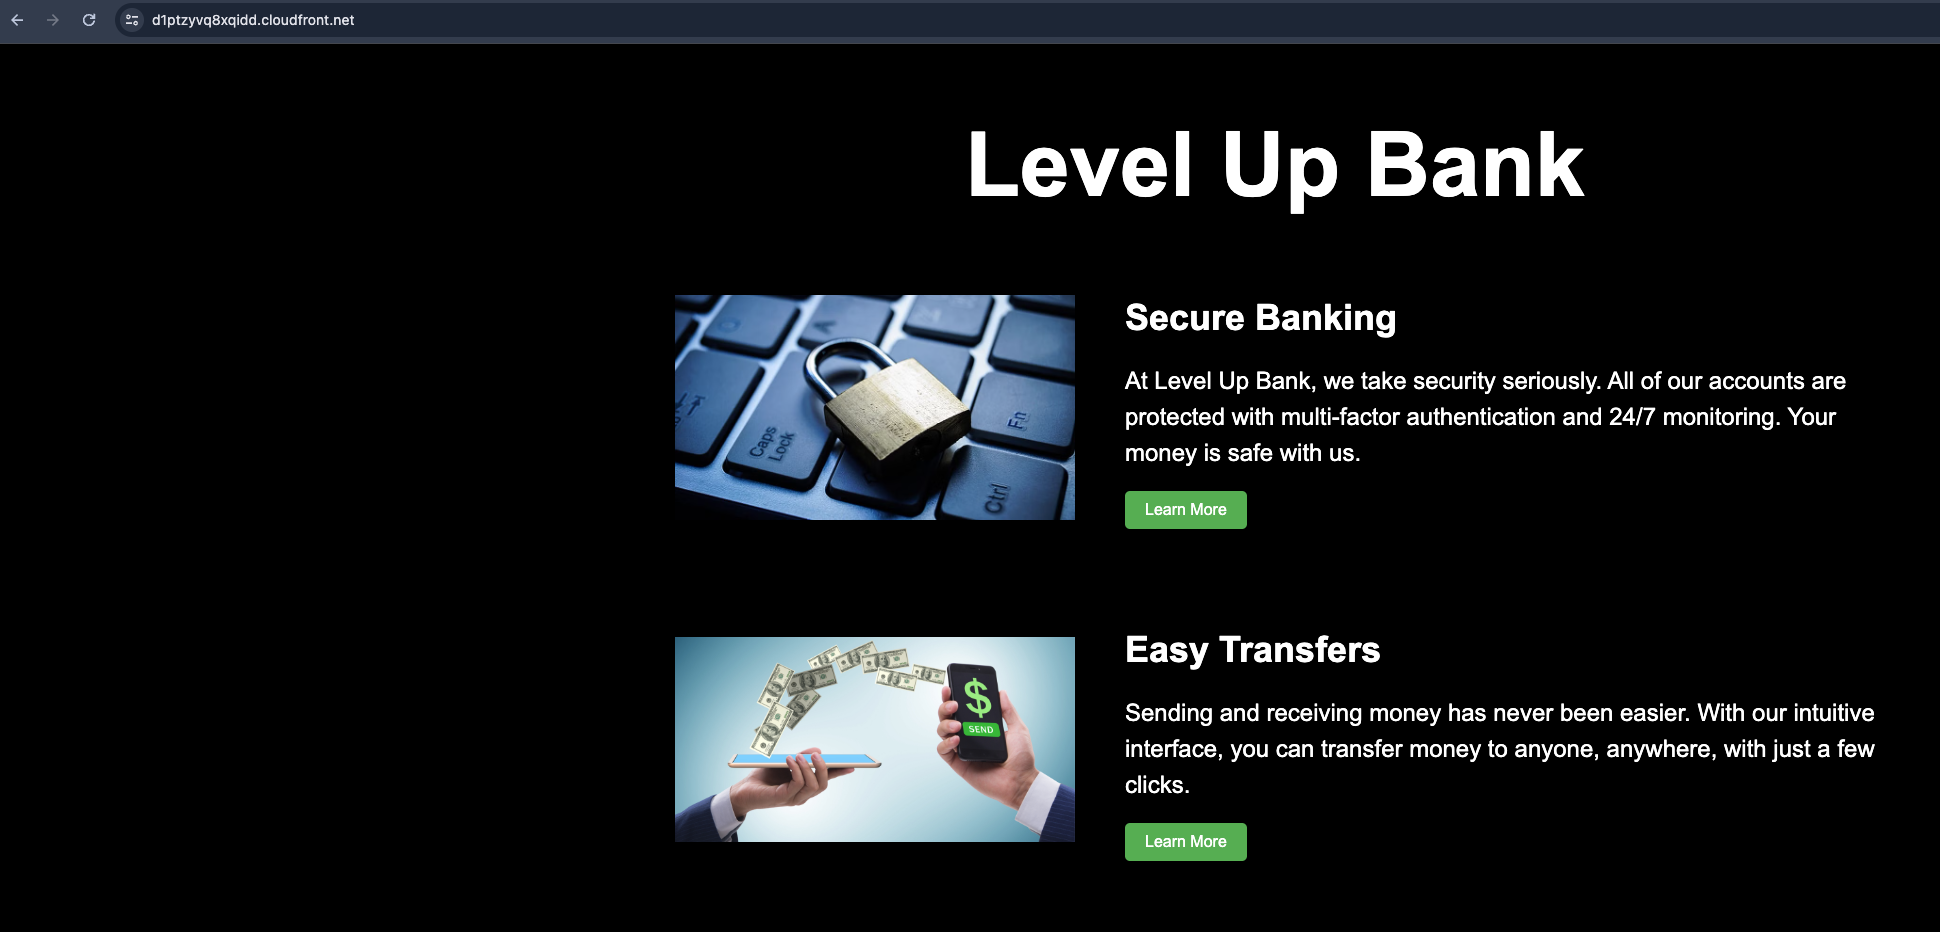 d1ptzyvq8xqidd.cloudfront.net
Level Up Bank
A
Caps
Lock
Fn
Ctrl
Secure Banking
At Level Up Bank, we take security seriously. All of our accounts are
protected with multi-factor authentication and 24/7 monitoring. Your
money is safe with us.
Learn More
$
SEND
Easy Transfers
Sending and receiving money has never been easier. With our intuitive
interface, you can transfer money to anyone, anywhere, with just a few
clicks.
Learn More